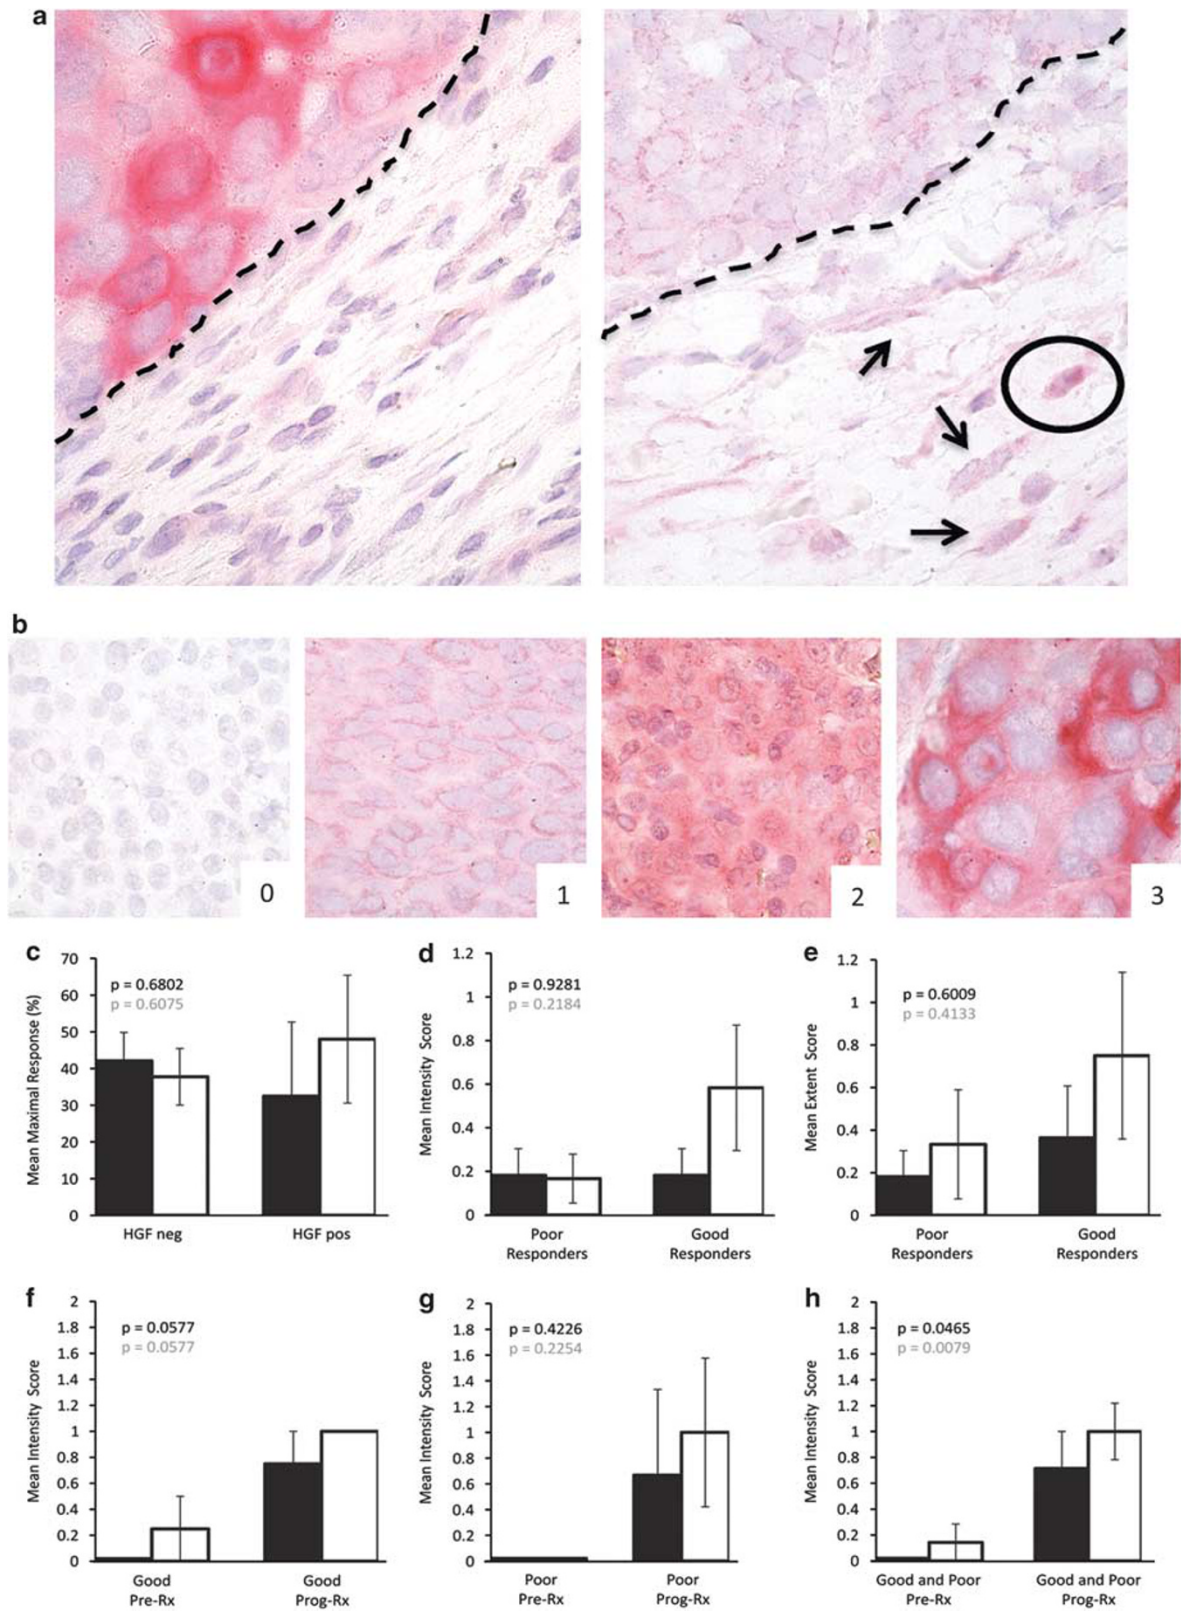 a
b
0
1
2
3
c
70
60
50
40
30
20
10
0
Mean Maximal Response (%)
p = 0.6802
p = 0.6075
HGF neg
HGF pos
d
1.2
1
0.8
0.6
0.4
0.2
0
Mean Intensity Score
p = 0.9281
p = 0.2184
Poor
Responders
Good
Responders
e
1.2
1
0.8
0.6
0.4
0.2
0
Mean Extent Score
p = 0.6009
p = 0.4133
Poor
Responders
Good
Responders
f
2
1.8
1.6
1.4
1.2
1
0.8
0.6
0.4
0.2
0
Mean Intensity Score
p = 0.0577
p = 0.0577
Good
Pre-Rx
Good
Prog-Rx
g
2
1.8
1.6
1.4
1.2
1
0.8
0.6
0.4
0.2
0
Mean Intensity Score
p = 0.4226
p = 0.2254
Poor
Pre-Rx
Poor
Prog-Rx
h
2
1.8
1.6
1.4
1.2
1
0.8
0.6
0.4
0.2
0
Mean Intensity Score
p = 0.0465
p = 0.0079
Good and Poor
Pre-Rx
Good and Poor
Prog-Rx